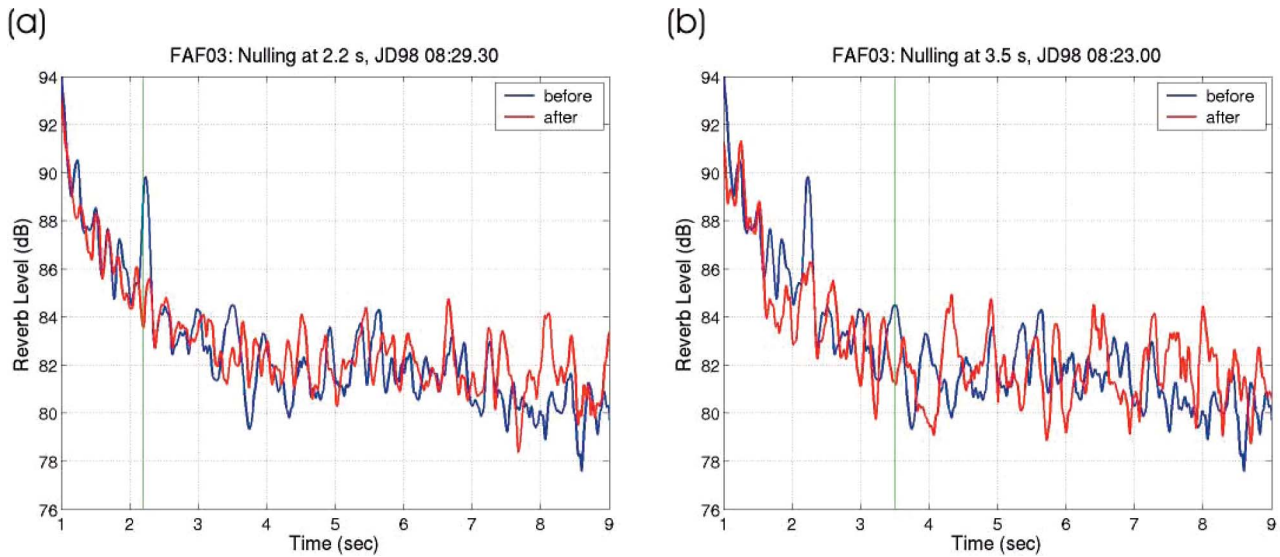 (a)
FAF03: Nulling at 2.2 s, JD98 08:29.30
94
92
90
88
86
84
82
80
78
76
Reverb Level (dB)
before
after
1 2 3 4 5 6 7 8 9
Time (sec)
(b)
FAF03: Nulling at 3.5 s, JD98 08:23.00
94
92
90
88
86
84
82
80
78
76
Reverb Level (dB)
before
after
1 2 3 4 5 6 7 8 9
Time (sec)